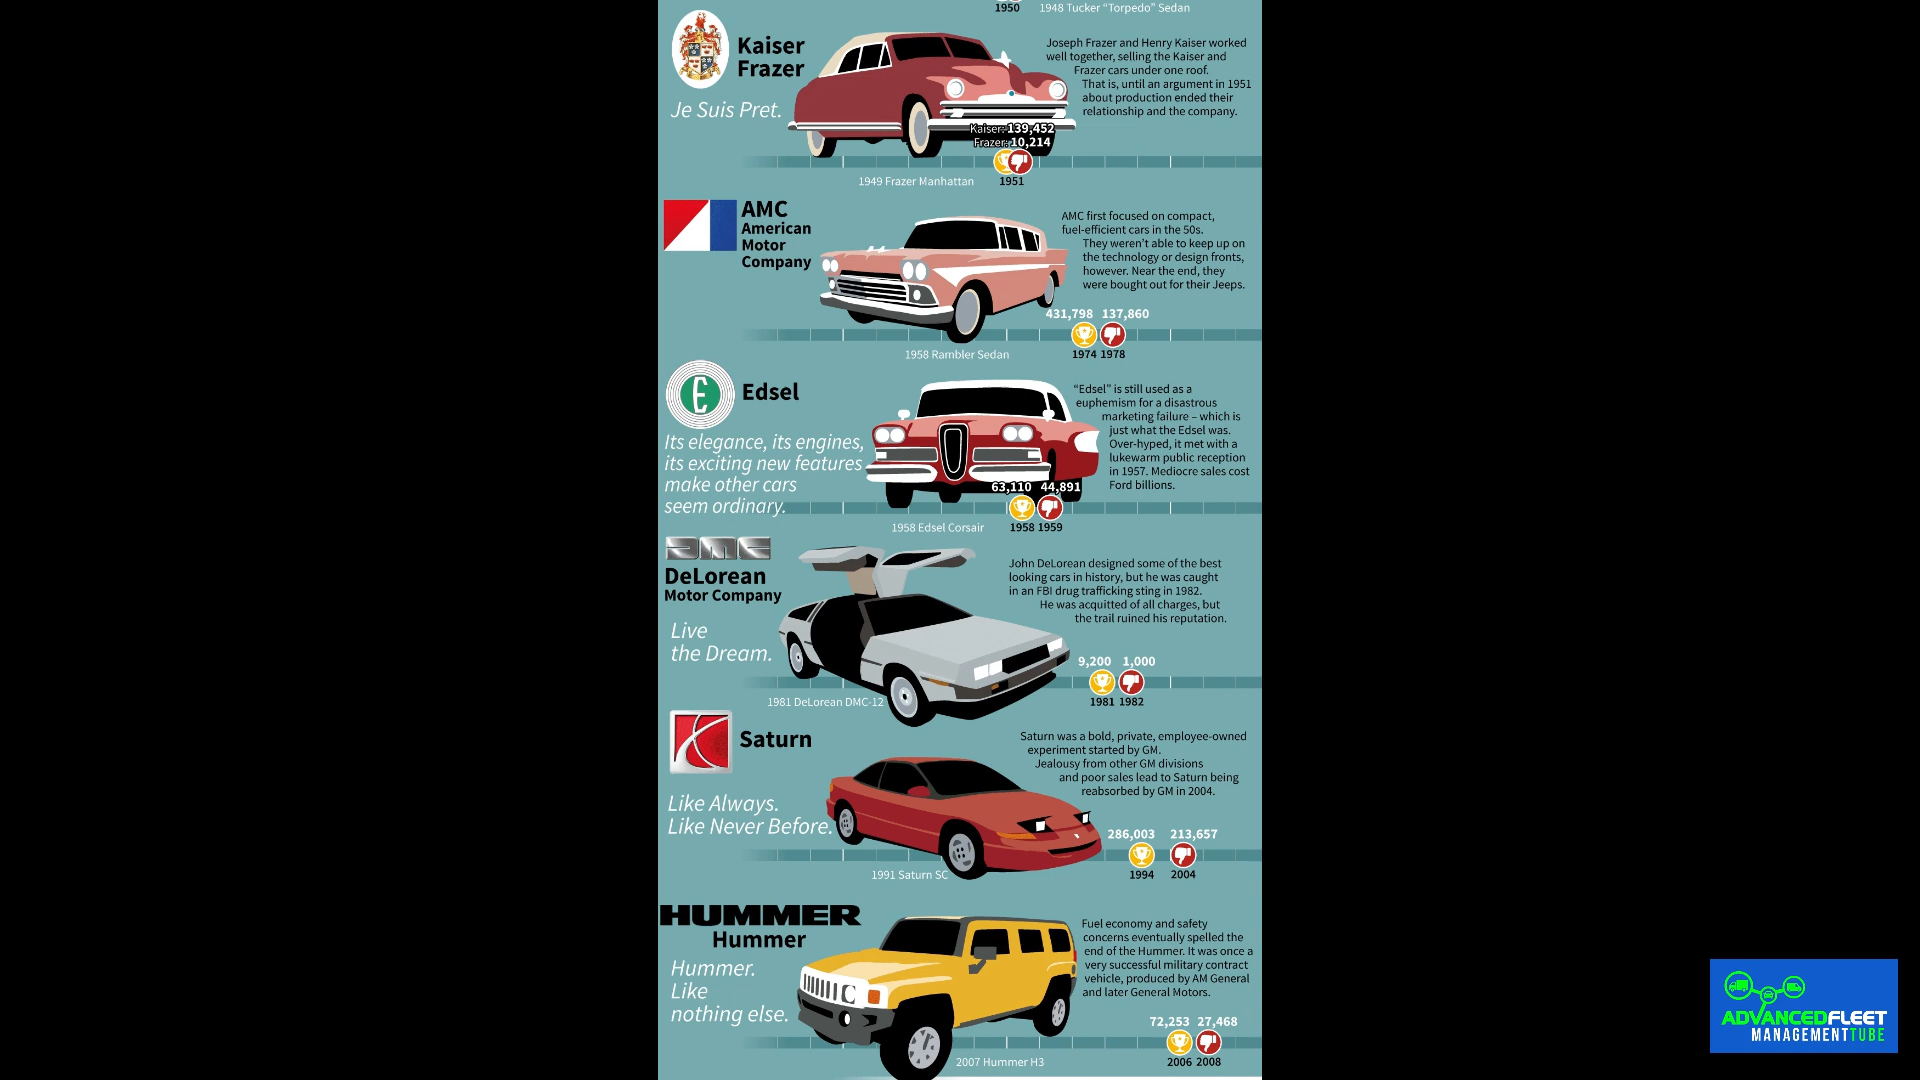 1950
1948 Tucker “Torpedo” Sedan
Kaiser
Frazer
Je Suis Pret.
Joseph Frazer and Henry Kaiser worked
well together, selling the Kaiser and
Frazer cars under one roof.
That is, until an argument in 1951
about production ended their
relationship and the company.
Kaiser: 139,452
Frazer: 10,214
1949 Frazer Manhattan
1951
AMC
American
Motor
Company
AMC first focused on compact,
fuel-efficient cars in the 50s.
They weren’t able to keep up on
the technology or design fronts,
however. Near the end, they
were bought out for their Jeeps.
431,798 137,860
1958 Rambler Sedan
1974 1978
E
Edsel
Its elegance, its engines,
its exciting new features
make other cars
seem ordinary.
“Edsel” is still used as a
euphemism for a disastrous
marketing failure – which is
just what the Edsel was.
Over-hyped, it met with a
lukewarm public reception
in 1957. Mediocre sales cost
Ford billions.
63,110 44,891
1958 Edsel Corsair
1958 1959
DMC
DeLorean
Motor Company
Live
the Dream.
John DeLorean designed some of the best
looking cars in history, but he was caught
in an FBI drug trafficking sting in 1982.
He was acquitted of all charges, but
the trail ruined his reputation.
9,200 1,000
1981 DeLorean DMC-12
1981 1982
Saturn
Like Always.
Like Never Before.
Saturn was a bold, private, employee-owned
experiment started by GM.
Jealousy from other GM divisions
and poor sales lead to Saturn being
reabsorbed by GM in 2004.
286,003 213,657
1991 Saturn SC
1994 2004
HUMMER
Hummer
Hummer.
Like
nothing else.
Fuel economy and safety
concerns eventually spelled the
end of the Hummer. It was once a
very successful military contract
vehicle, produced by AM General
and later General Motors.
72,253 27,468
2007 Hummer H3
2006 2008
ADVANCEDFLEET
MANAGEMENTTUBE